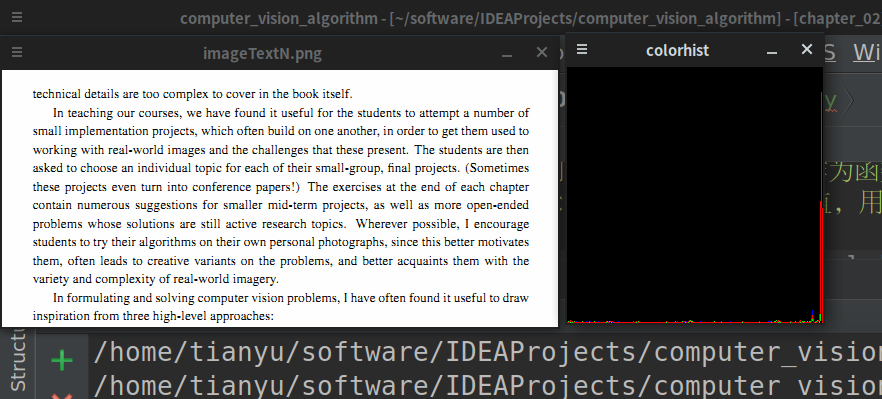 computer_vision_algorithm - [~/software/IDEAProjects/computer_vision_algorithm] - [chapter_02
imageTextN.png
colorhist
technical details are too complex to cover in the book itself.
In teaching our courses, we have found it useful for the students to attempt a number of
small implementation projects, which often build on one another, in order to get them used to
working with real-world images and the challenges that these present. The students are then
asked to choose an individual topic for each of their small-group, final projects. (Sometimes
these projects even turn into conference papers!) The exercises at the end of each chapter
contain numerous suggestions for smaller mid-term projects, as well as more open-ended
problems whose solutions are still active research topics. Wherever possible, I encourage
students to try their algorithms on their own personal photographs, since this better motivates
them, often leads to creative variants on the problems, and better acquaints them with the
variety and complexity of real-world imagery.
In formulating and solving computer vision problems, I have often found it useful to draw
inspiration from three high-level approaches:
S Wi
y
为函
，用
Struct
/home/tianyu/software/IDEAProjects/computer_vision
/home/tianyu/software/IDEAProjects/computer_vision